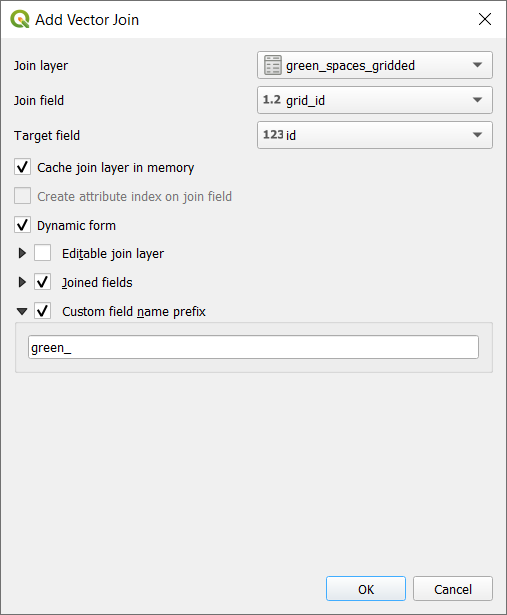 Add Vector Join
Join layer green_spaces_gridded
Join field 1.2 grid_id
Target field 123 id
Cache join layer in memory
Create attribute index on join field
Dynamic form
Editable join layer
Joined fields
Custom field name prefix
green_
OK Cancel